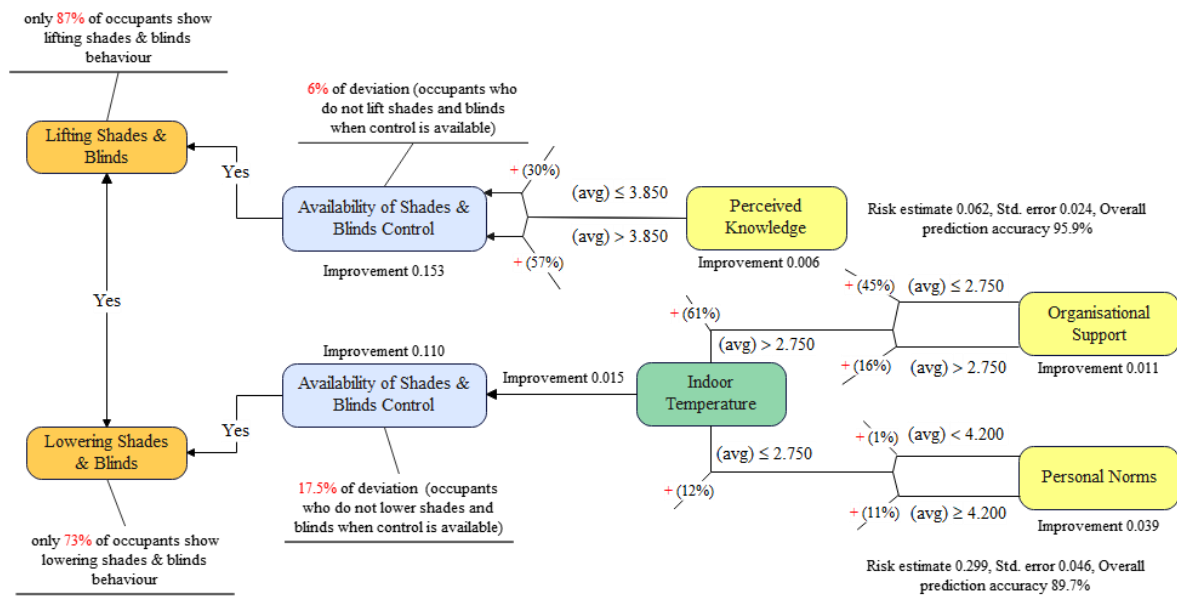 only 87% of occupants show
lifting shades & blinds
behaviour
6% of deviation (occupants who
do not lift shades and blinds
when control is available)
Lifting Shades &
Blinds
Yes
+ (30%)
(avg) ≤ 3.850
Availability of Shades &
Blinds Control
Perceived
Knowledge
(avg) > 3.850
+ (57%)
Improvement 0.153
Improvement 0.006
Risk estimate 0.062, Std. error 0.024, Overall
prediction accuracy 95.9%
Yes
+ (45%)
(avg) ≤ 2.750
+ (61%)
Organisational
Support
(avg) > 2.750
+ (16%)
(avg) > 2.750
Improvement 0.011
Improvement 0.110
Availability of Shades &
Blinds Control
Improvement 0.015
Indoor
Temperature
Yes
Lowering Shades
& Blinds
(avg) ≤ 2.750
+ (12%)
+ (1%)
(avg) < 4.200
Personal Norms
+ (11%)
(avg) ≥ 4.200
Improvement 0.039
17.5% of deviation (occupants
who do not lower shades and
blinds when control is available)
only 73% of occupants show
lowering shades & blinds
behaviour
Risk estimate 0.299, Std. error 0.046, Overall
prediction accuracy 89.7%